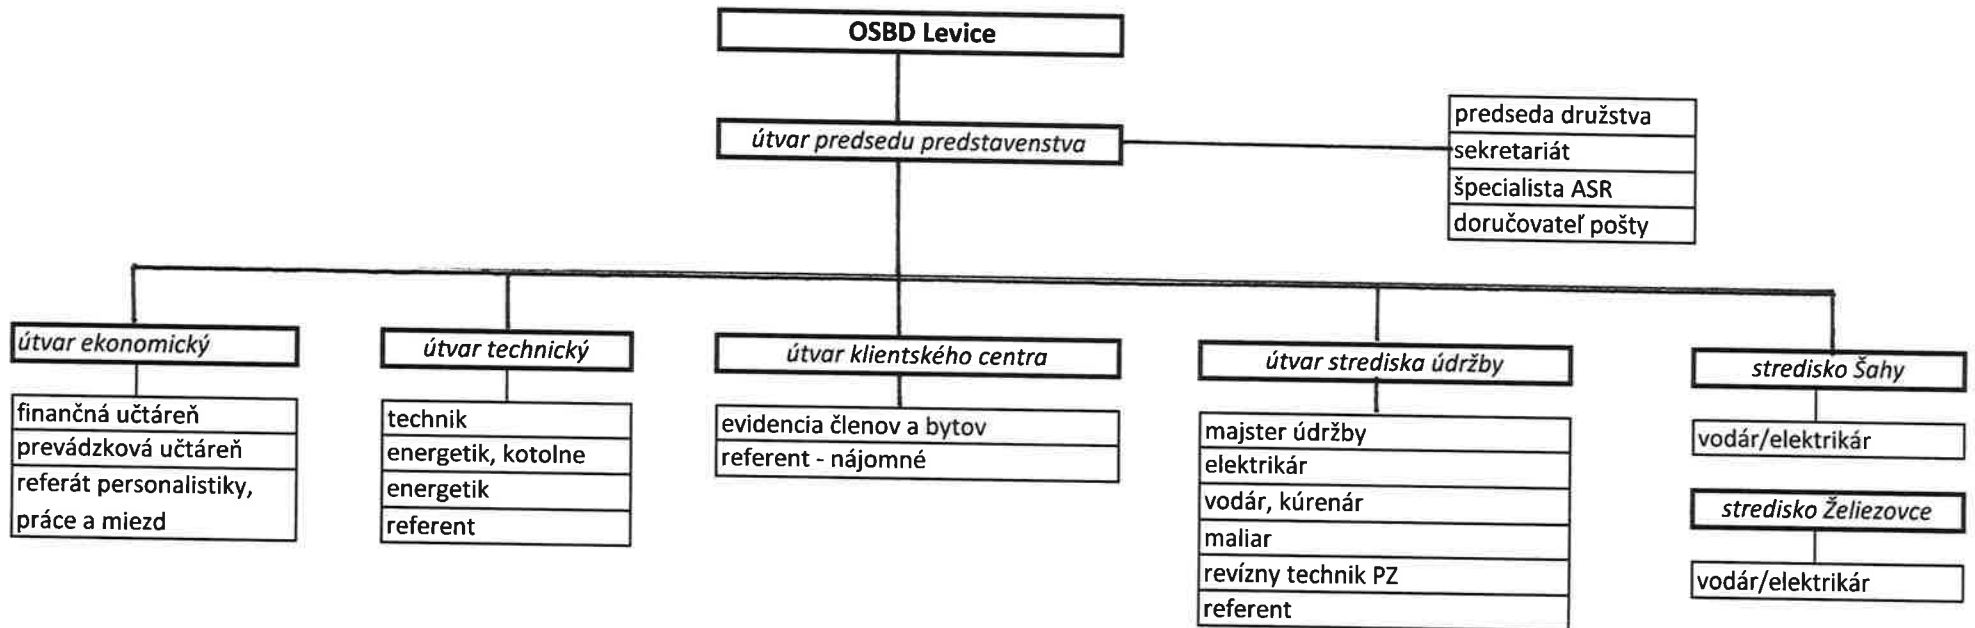 OSBD Levice
útvar predsedu predstavenstva
predseda družstva
sekretariát
špecialista ASR
doručovateľ pošty
útvar ekonomický
finančná učtáreň
prevádzková učtáreň
referát personalistiky,
práce a miezd
útvar technický
technik
energetik, kotolne
energetik
referent
útvar klientského centra
evidencia členov a bytov
referent - nájomné
útvar strediska údržby
majster údržby
elektrikár
vodár, kúrenár
maliar
revízny technik PZ
referent
stredisko Šahy
vodár/elektrikár
stredisko Želiezovce
vodár/elektrikár